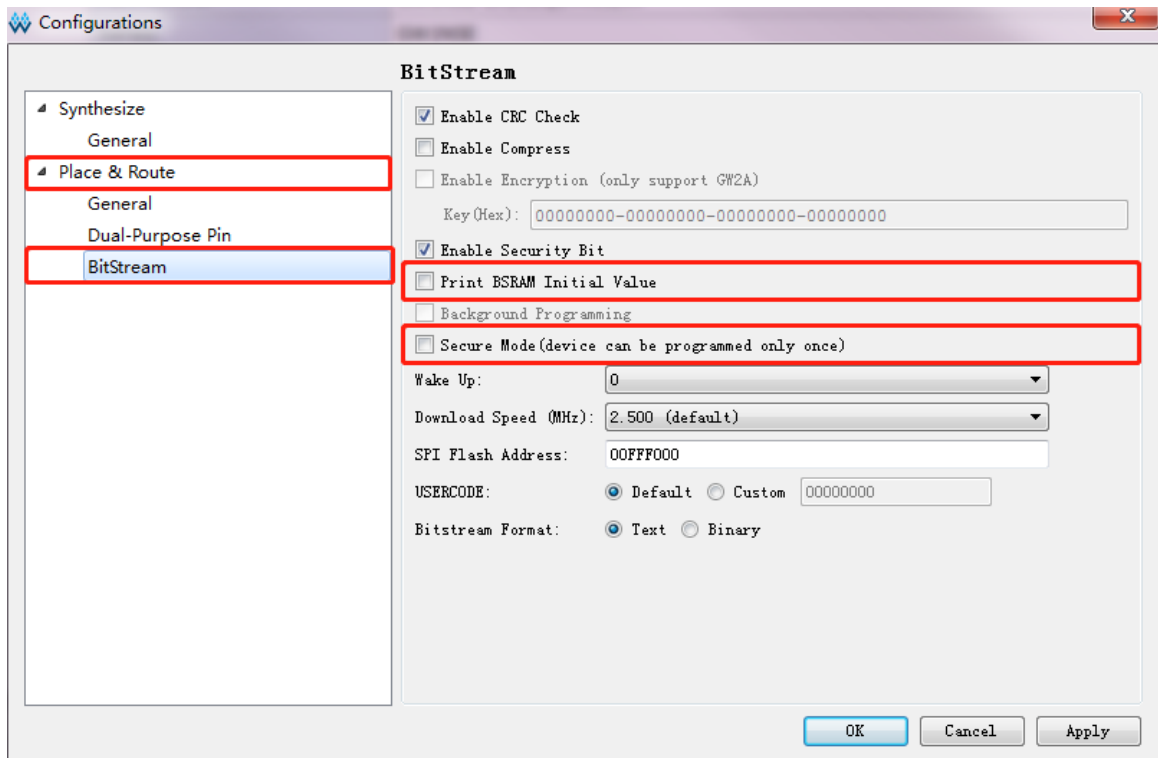 Configurations
BitStream
Synthesize
General
Place & Route
General
Dual-Purpose Pin
BitStream
Enable CRC Check
Enable Compress
Enable Encryption (only support GW2A)
Key(Hex): 00000000-00000000-00000000-00000000
Enable Security Bit
Print BSRAM Initial Value
Background Programming
Secure Mode(device can be programmed only once)
Wake Up: 0
Download Speed (MHz): 2.500 (default)
SPI Flash Address: 00FFF000
USERCODE: Default Custom 00000000
Bitstream Format: Text Binary
OK Cancel Apply